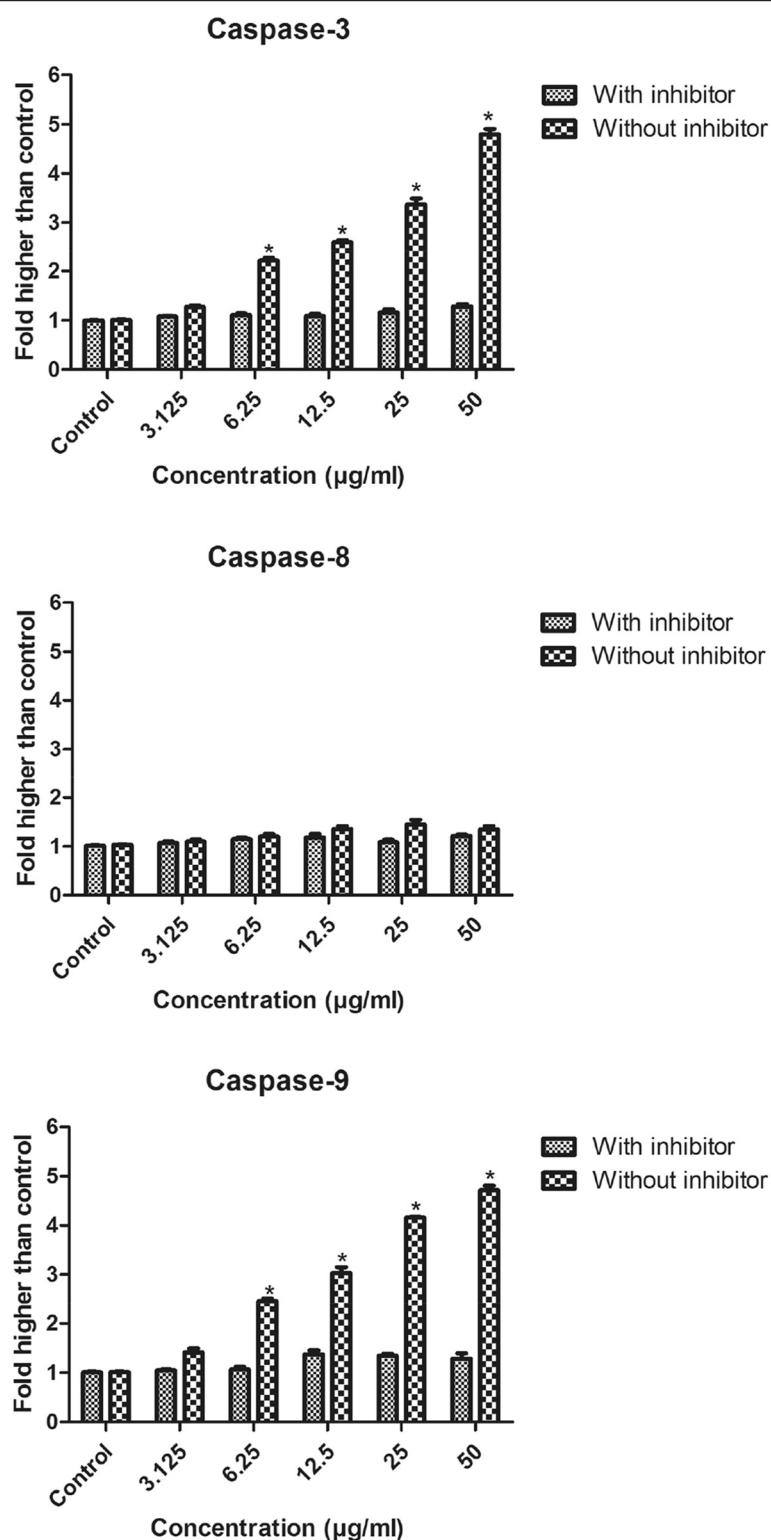 Caspase-3
Fold higher than control
6
5
4
3
2
1
0
*
*
*
*
With inhibitor
Without inhibitor
Control
3.125
6.25
12.5
25
50
Concentration (µg/ml)
Caspase-8
Fold higher than control
6
5
4
3
2
1
0
With inhibitor
Without inhibitor
Control
3.125
6.25
12.5
25
50
Concentration (µg/ml)
Caspase-9
Fold higher than control
6
5
4
3
2
1
0
*
*
*
*
With inhibitor
Without inhibitor
Control
3.125
6.25
12.5
25
50
Concentration (µg/ml)